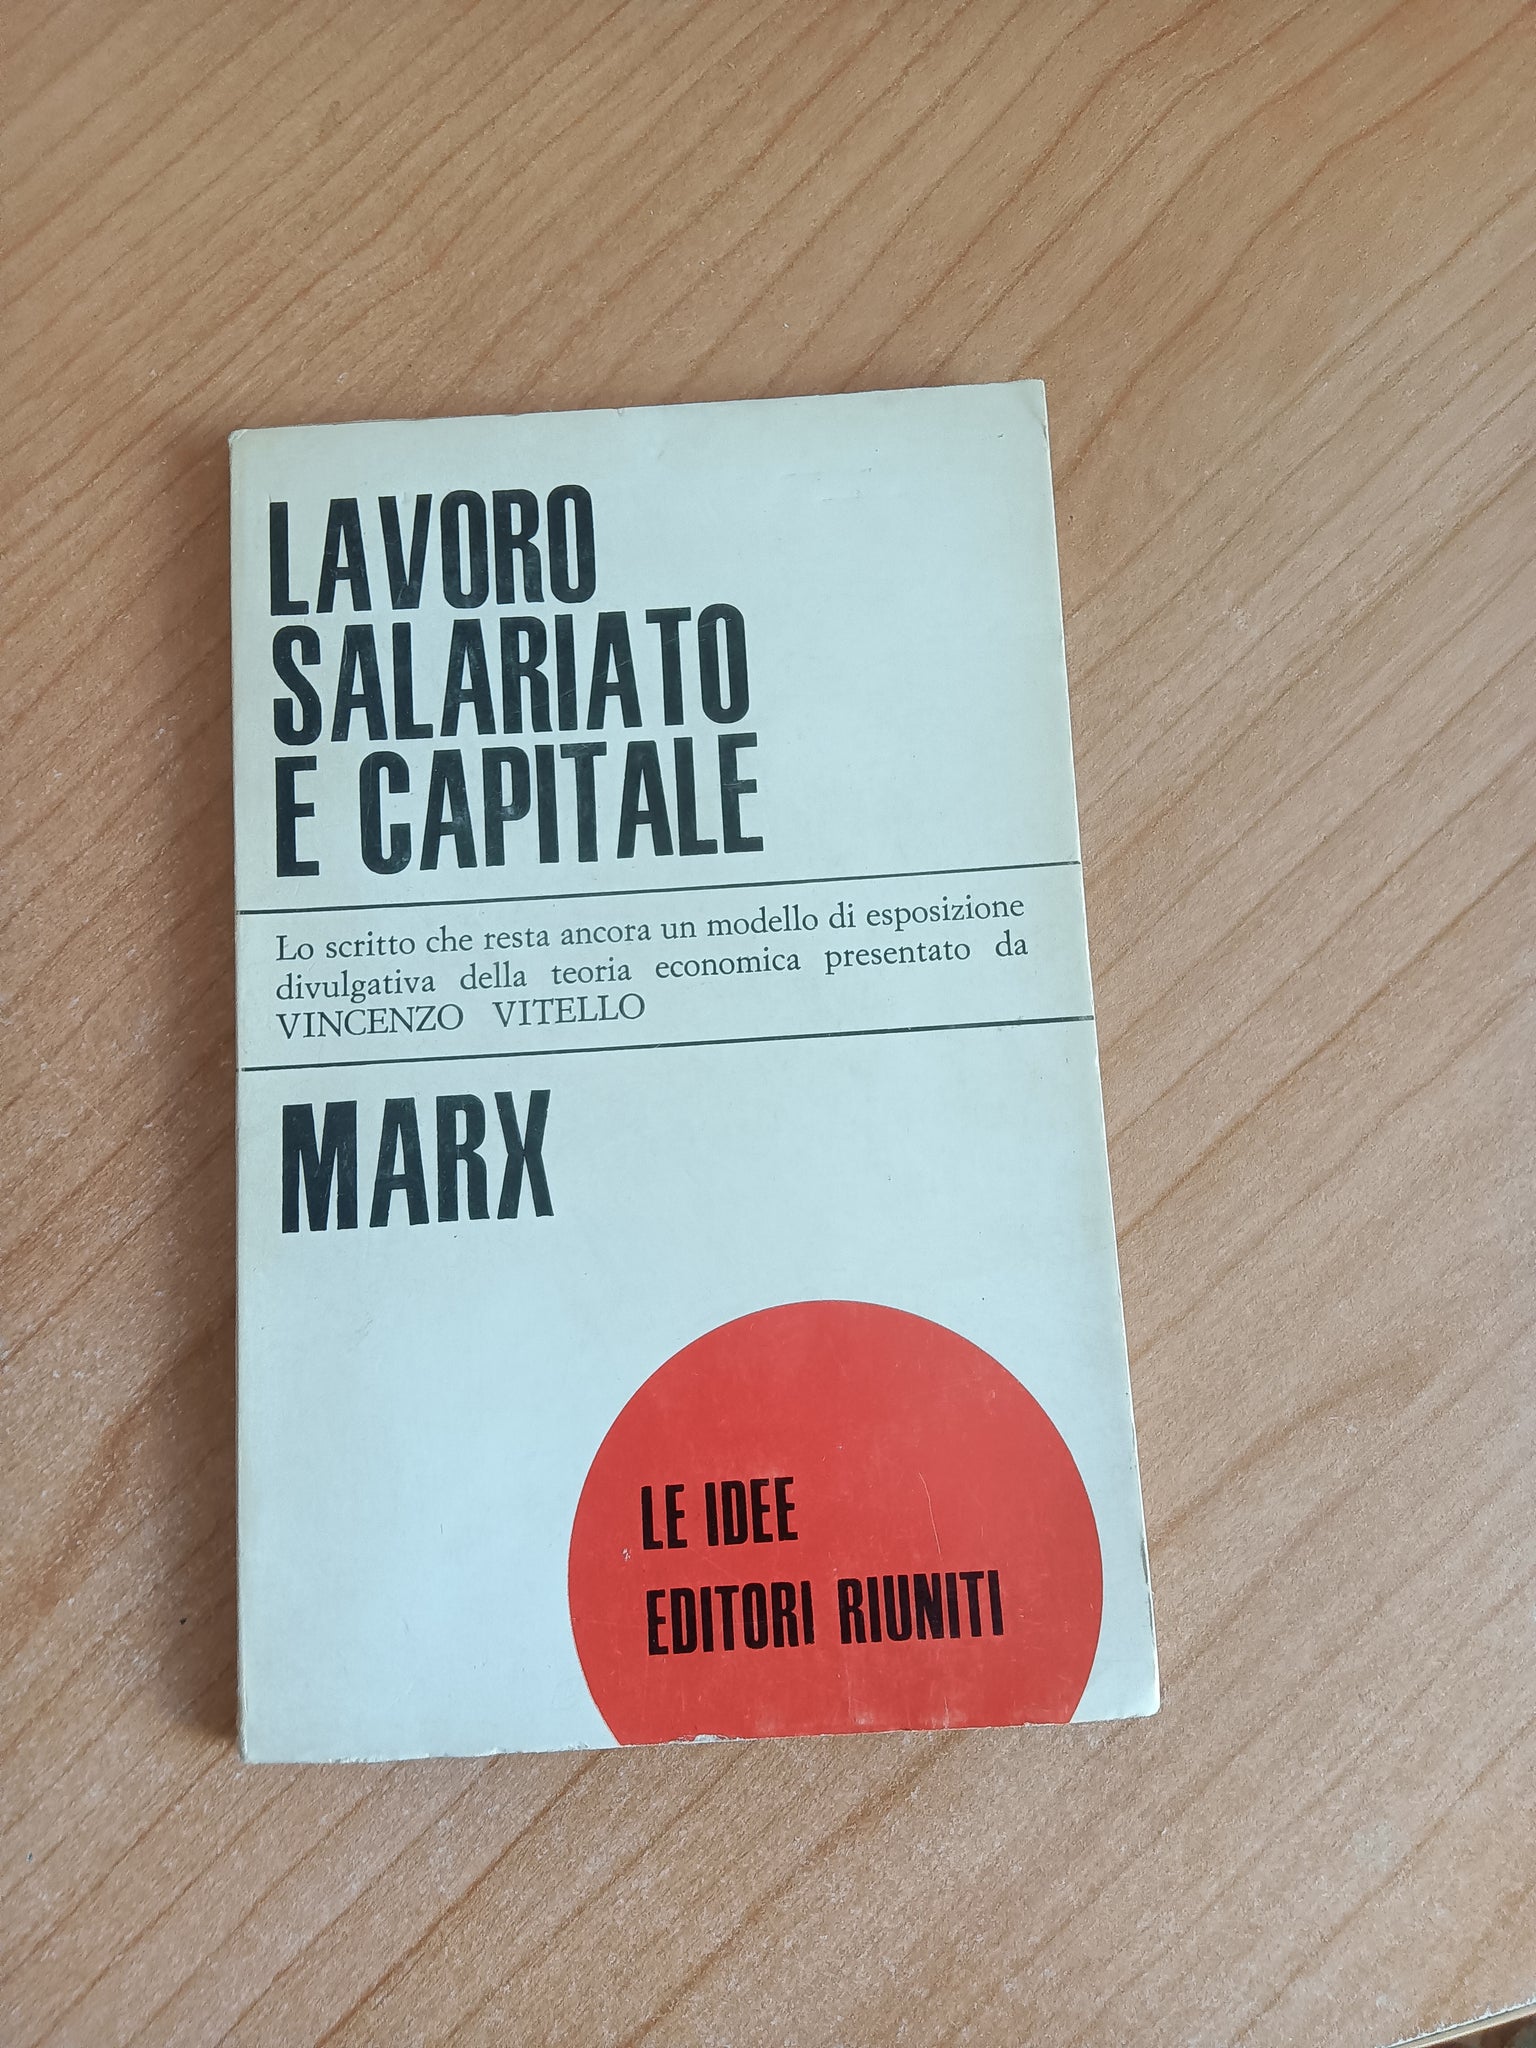 LAVORO
SALARIATO
E CAPITALE
Lo scritto che resta ancora un modello di esposizione
divulgativa della teoria economica presentato da
VINCENZO VITELLO
MARX
LE IDEE
EDITORI RIUNITI